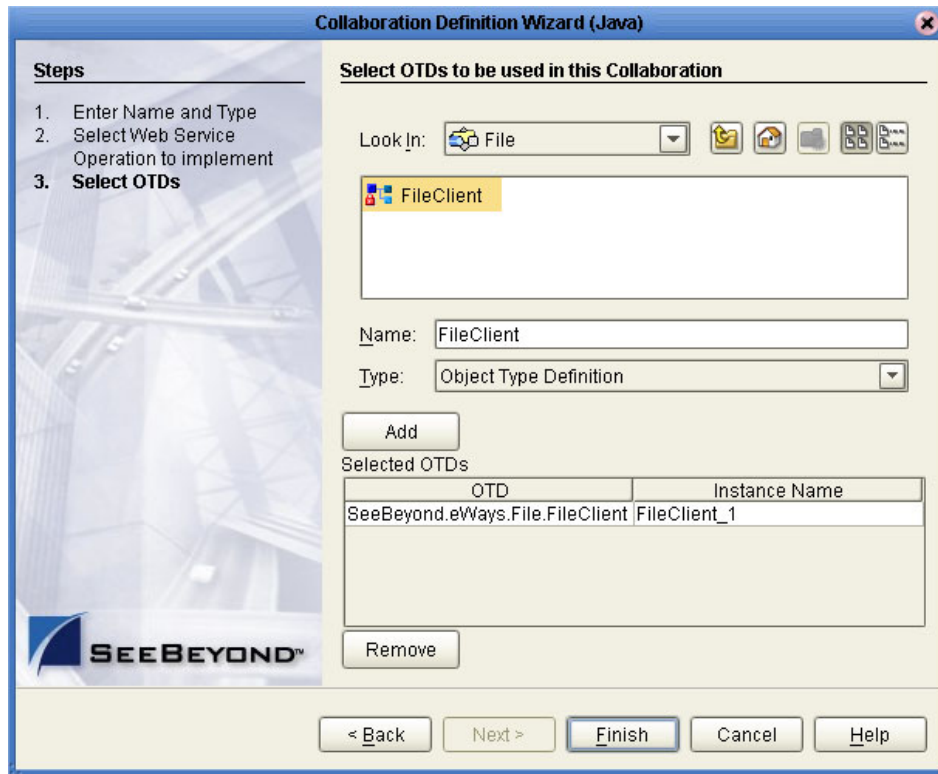 Collaboration Definition Wizard (Java)
Steps
1. Enter Name and Type
2. Select Web Service
Operation to implement
3. Select OTDs
SEEBEYOND™
Select OTDs to be used in this Collaboration
Look In: File
FileClient
Name: FileClient
Type: Object Type Definition
Add
Selected OTDs
OTD Instance Name
SeeBeyond.eWays.File.FileClient FileClient_1
Remove
< Back Next > Finish Cancel Help